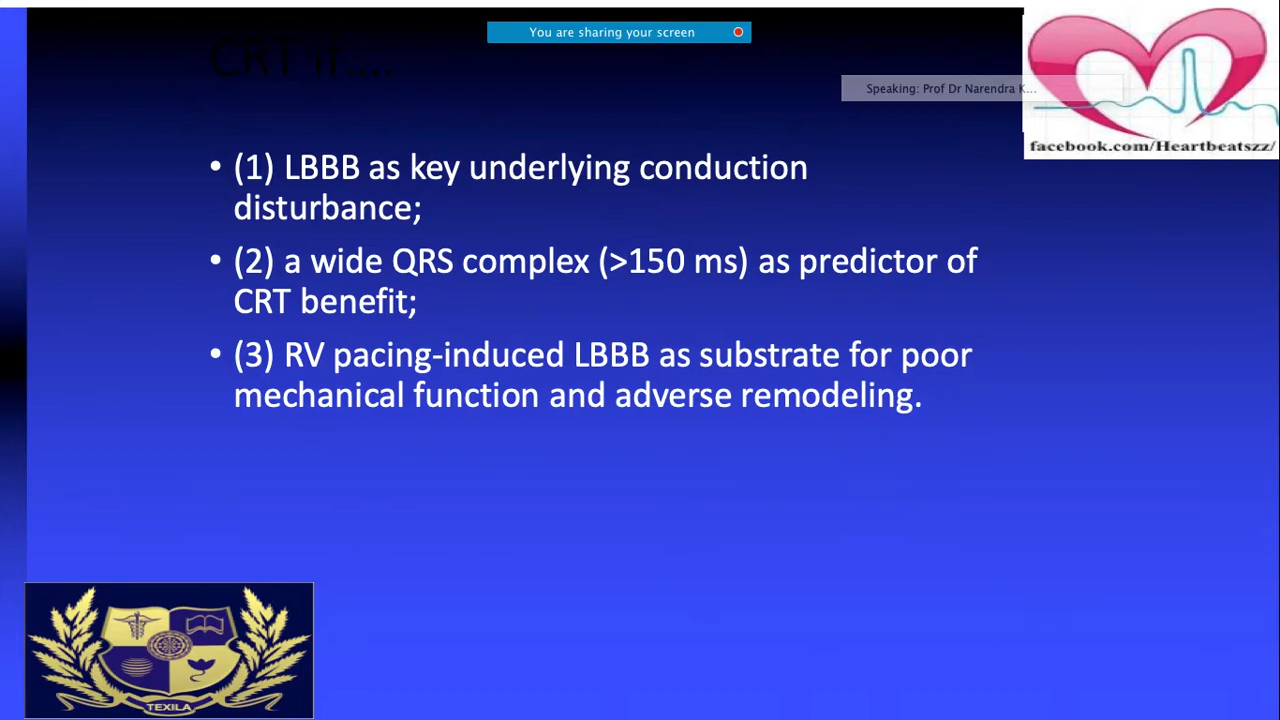 You are sharing your screen
CRT if....
Speaking: Prof Dr Narendra K...
facebook.com/Heartbeatszz/
• (1) LBBB as key underlying conduction
disturbance;
• (2) a wide QRS complex (>150 ms) as predictor of
CRT benefit;
• (3) RV pacing-induced LBBB as substrate for poor
mechanical function and adverse remodeling.
TEXILA